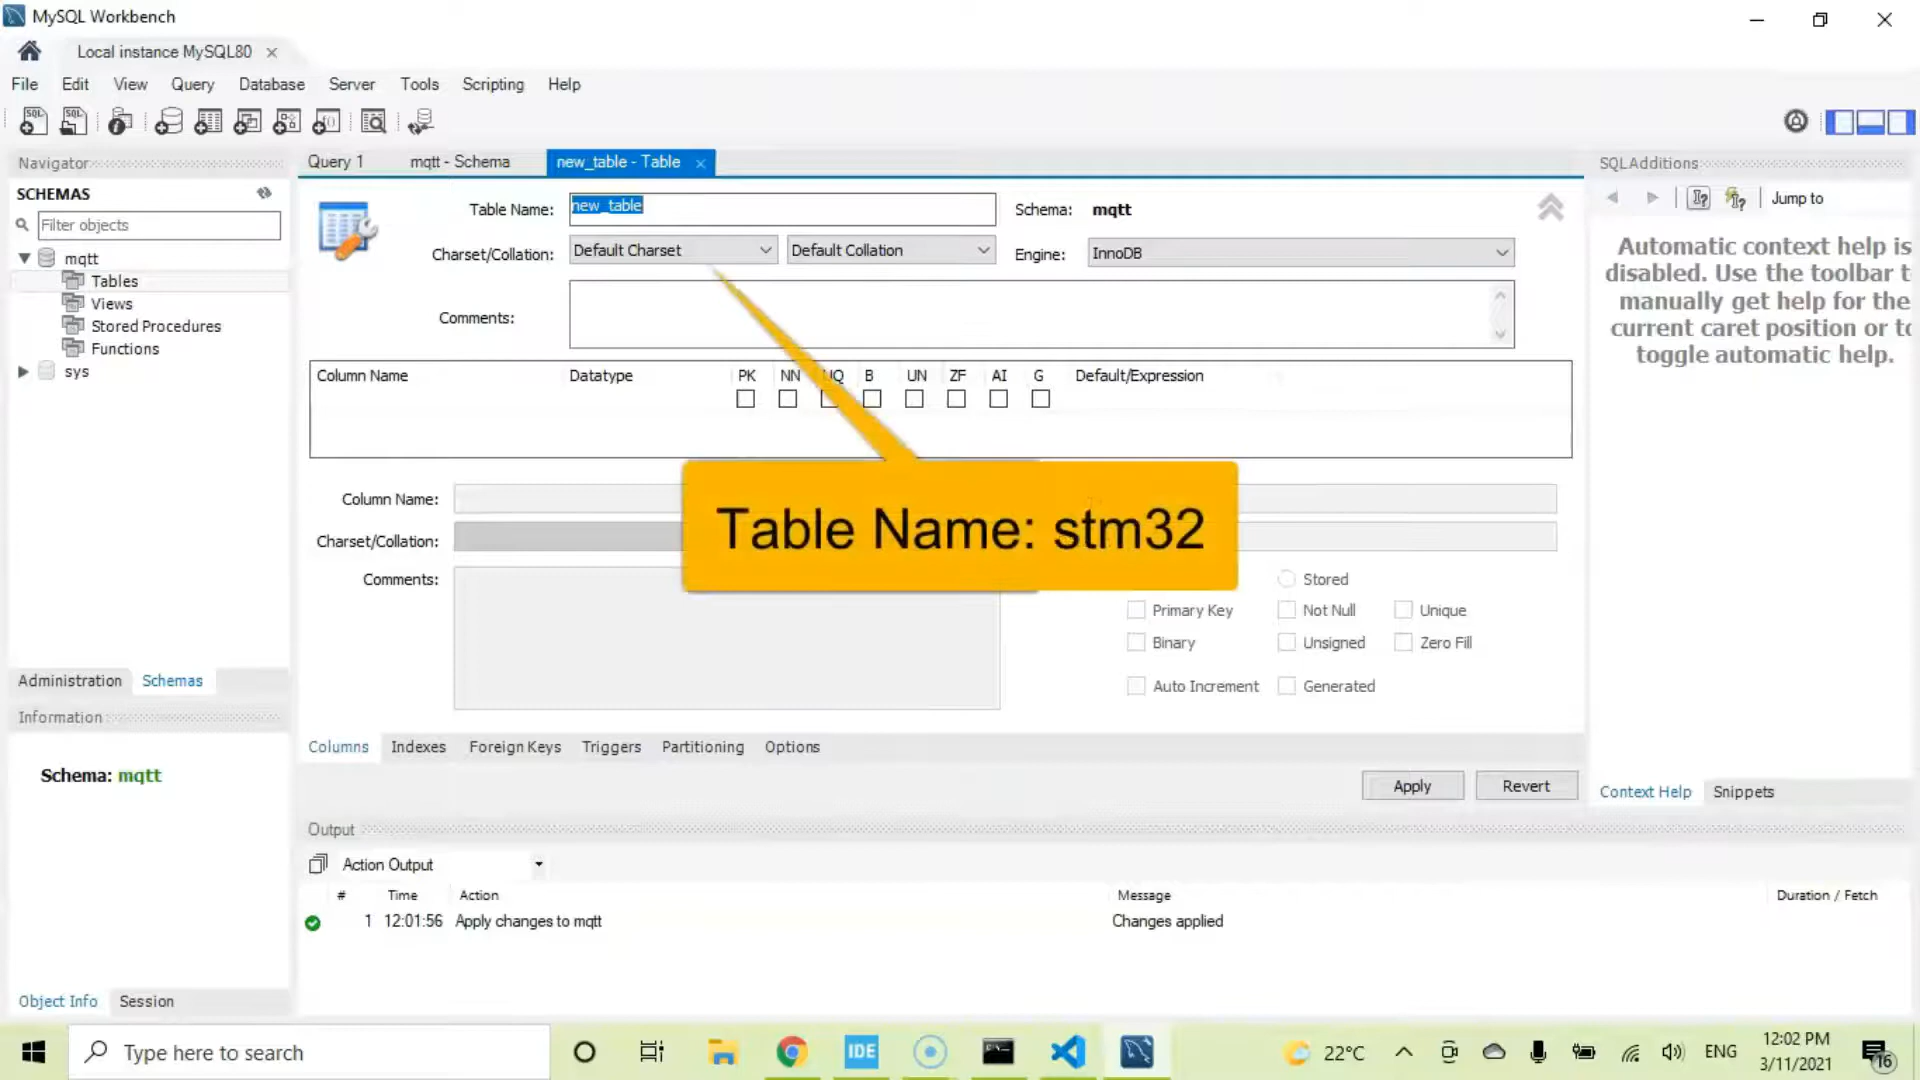 MySQL Workbench
Local instance MySQL80
File Edit View Query Database Server Tools Scripting Help
Navigator
SCHEMAS
Filter objects
mqtt
Tables
Views
Stored Procedures
Functions
sys
Administration Schemas
Information
Schema: mqtt
Object Info Session
Query 1 mqtt - Schema new_table - Table
Table Name: new_table Schema: mqtt
Charset/Collation: Default Charset Default Collation Engine: InnoDB
Comments:
Column Name Datatype PK NN UQ B UN ZF AI G Default/Expression
Table Name: stm32
Column Name:
Charset/Collation:
Comments:
Stored
Primary Key Not Null Unique
Binary Unsigned Zero Fill
Auto Increment Generated
Columns Indexes Foreign Keys Triggers Partitioning Options
Apply Revert
Output
Action Output
# Time Action Message Duration / Fetch
1 12:01:56 Apply changes to mqtt Changes applied
SQLAdditions
Jump to
Automatic context help is
disabled. Use the toolbar t
manually get help for the
current caret position or to
toggle automatic help.
Context Help Snippets
Type here to search
IDE
22°C
ENG
12:02 PM
3/11/2021
16